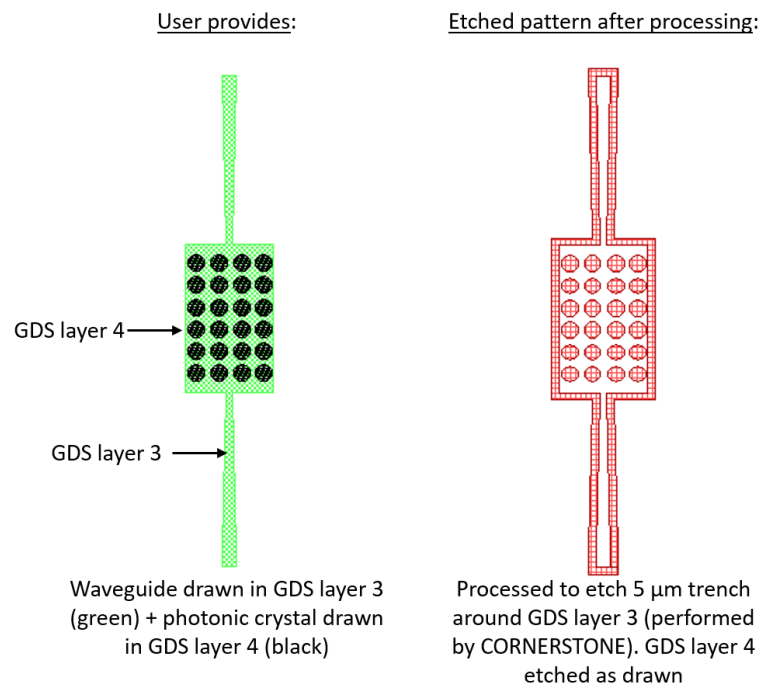 User provides:
Etched pattern after processing:
GDS layer 4
GDS layer 3
Waveguide drawn in GDS layer 3
(green) + photonic crystal drawn
in GDS layer 4 (black)
Processed to etch 5 µm trench
around GDS layer 3 (performed
by CORNERSTONE). GDS layer 4
etched as drawn